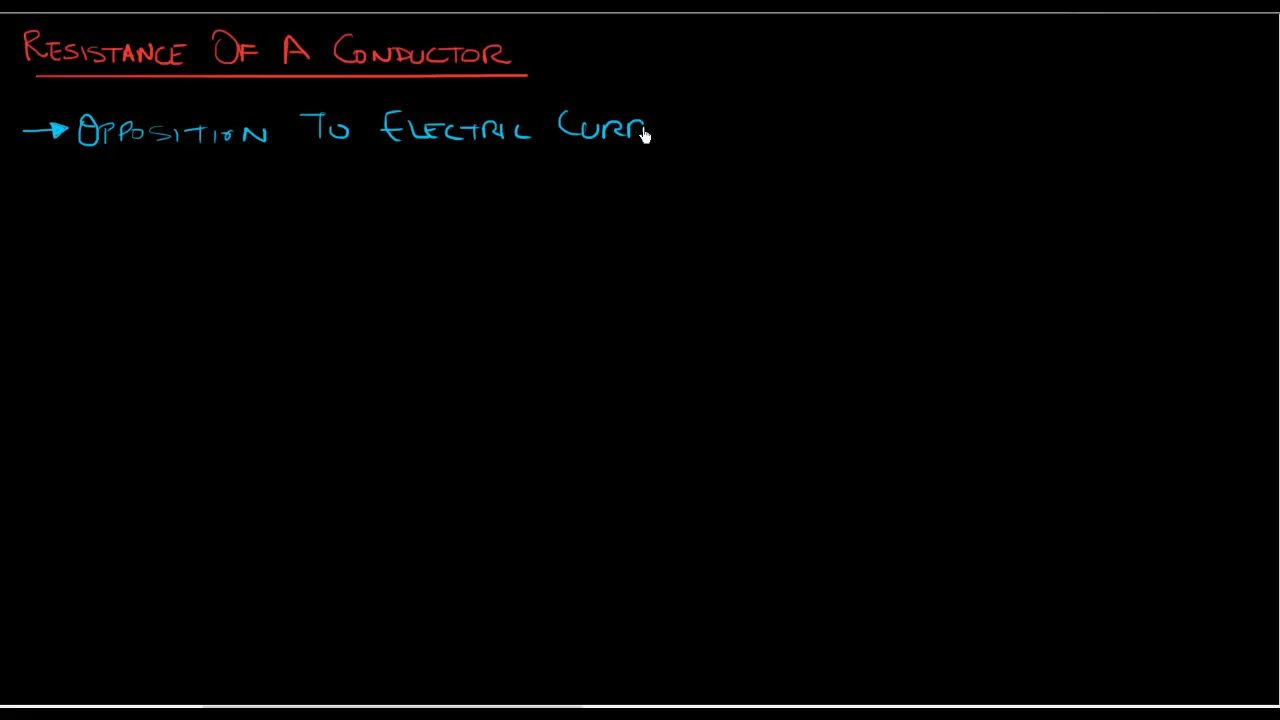 RESISTANCE OF A CONDUCTOR
→ OPPOSITION TO ELECTRIC CURR